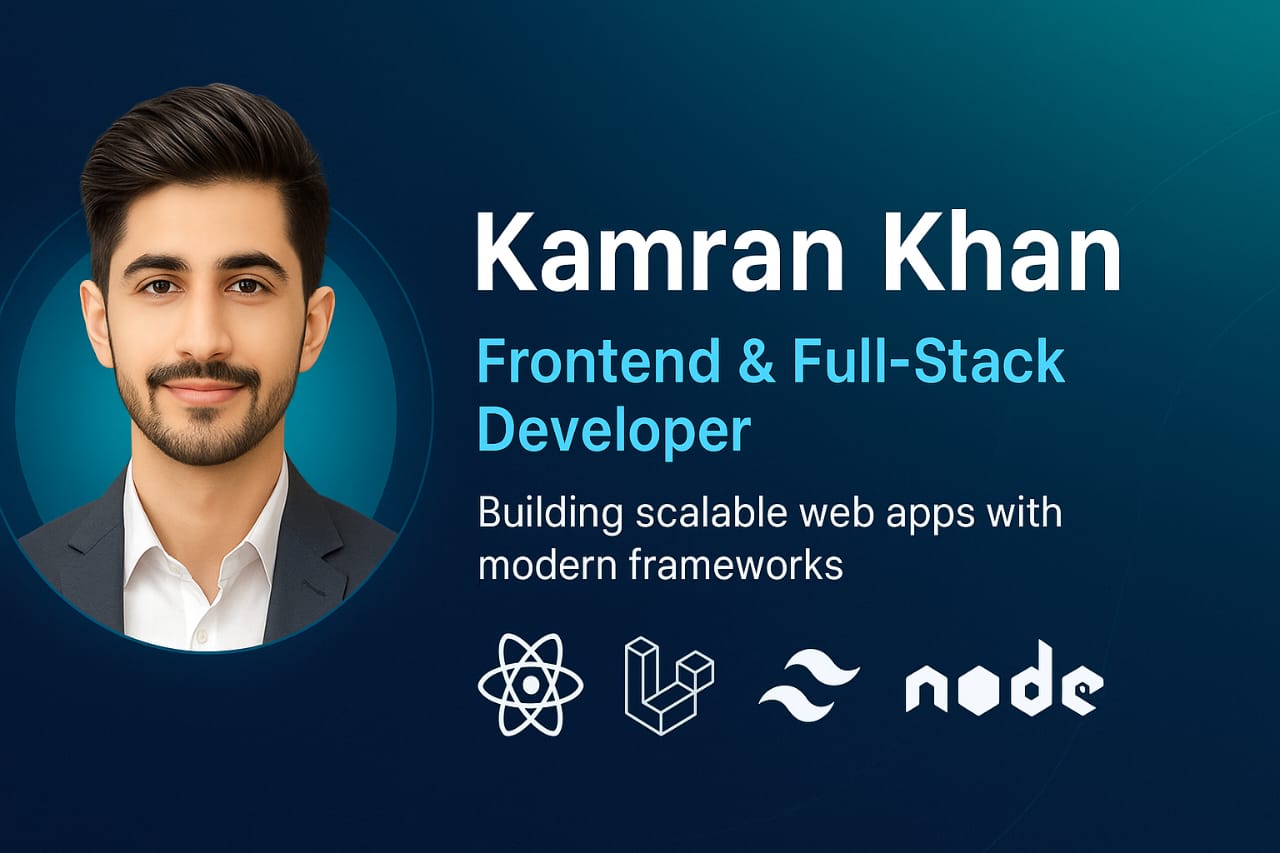 Kamran Khan
Frontend & Full-Stack
Developer
Building scalable web apps with
modern frameworks
node